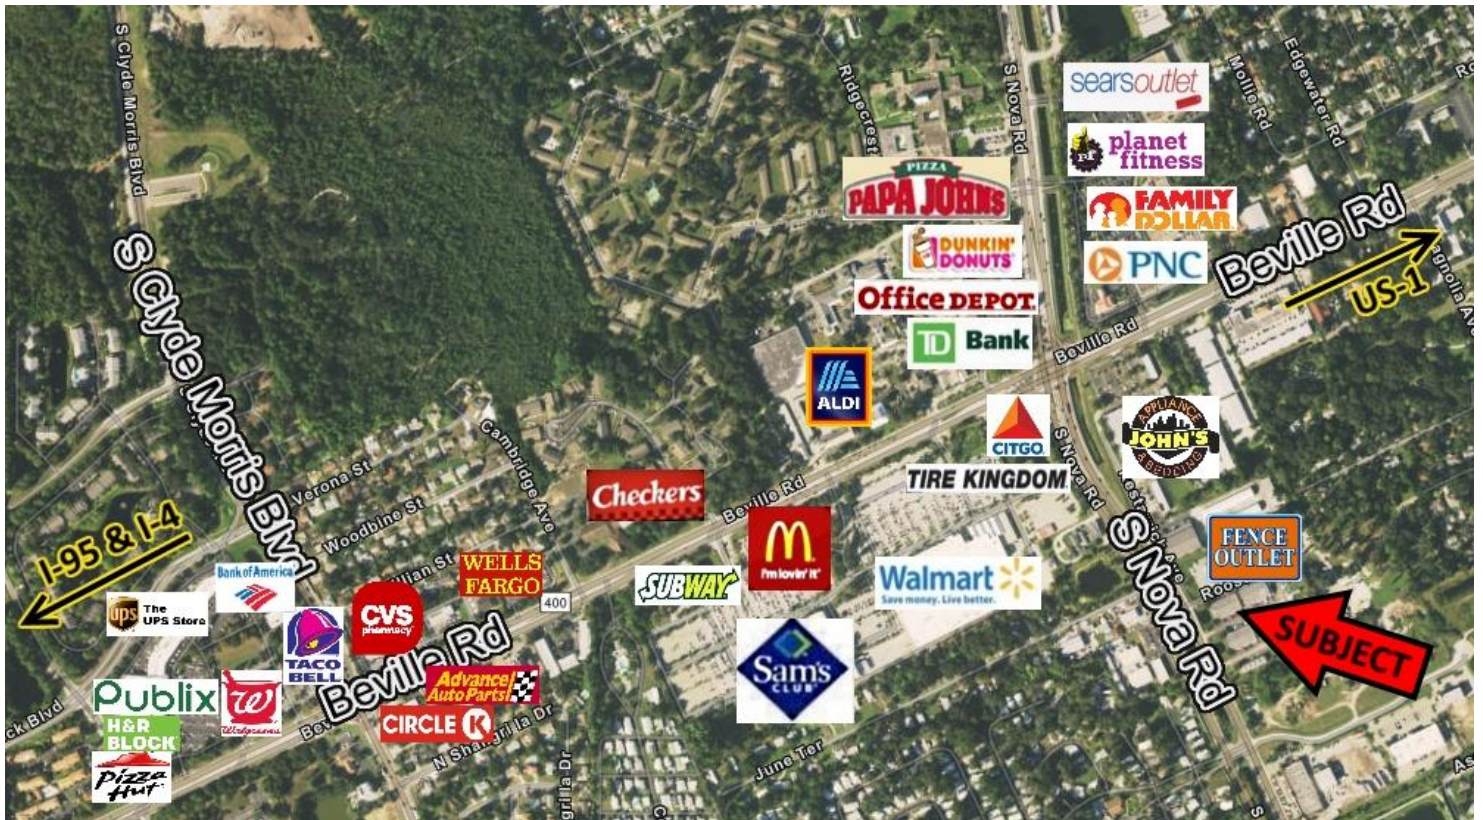 S Clyde Morris Blvd
Ridgecrest
S Nova Rd
Mollie Rd
Edgewater Rd
searsoutlet
planet
fitness
PIZZA
PAPA JOHNS
FAMILY
DOLLAR
DUNKIN'
DONUTS
PNC
Beville Rd
US-1
Office DEPOT.
TD Bank
Beville Rd
S Clyde Morris Blvd
ALDI
CITGO
APPLIANCE
JOHN'S
& BEDDING
Cambridge Ave
Verona St
Woodbine St
Checkers
Beville Rd
TIRE KINGDOM
S Nova Rd
I-95 & I-4
Bank of America
WELLS
FARGO
400
SUBWAY
M
i'm lovin' it
Walmart
Save money. Live better.
S Nova Rd
FENCE
OUTLET
SUBJECT
ups The
UPS Store
CVS
pharmacy
TACO
BELL
Beville Rd
Sam's
CLUB
Publix
W
Walgreens
Advance
Auto Parts
H&R
BLOCK
CIRCLE K
N Shangri la Dr
Pizza
Hut
June Ter